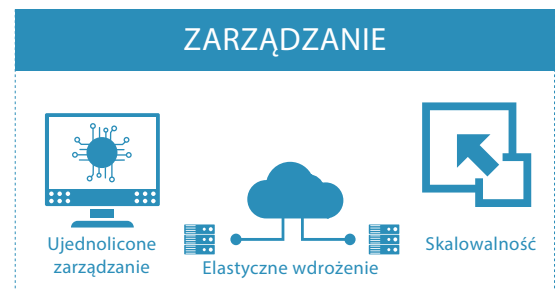 ZARZĄDZANIE
Ujednolicone
zarządzanie
Elastyczne wdrożenie
Skalowalność